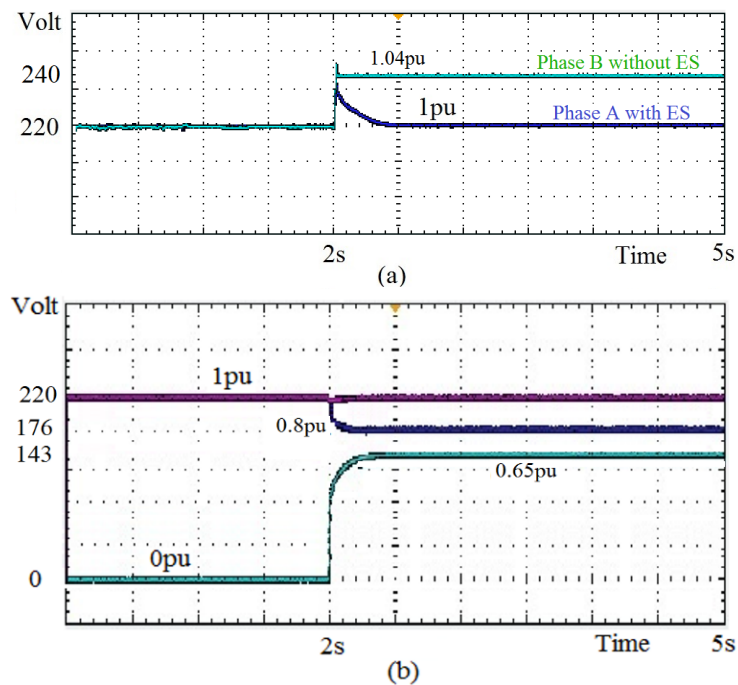 Volt
240
1.04pu
Phase B without ES
220
1pu
Phase A with ES
2s
Time
5s
(a)
Volt
1pu
220
176
0.8pu
143
0.65pu
0pu
0
2s
Time
5s
(b)